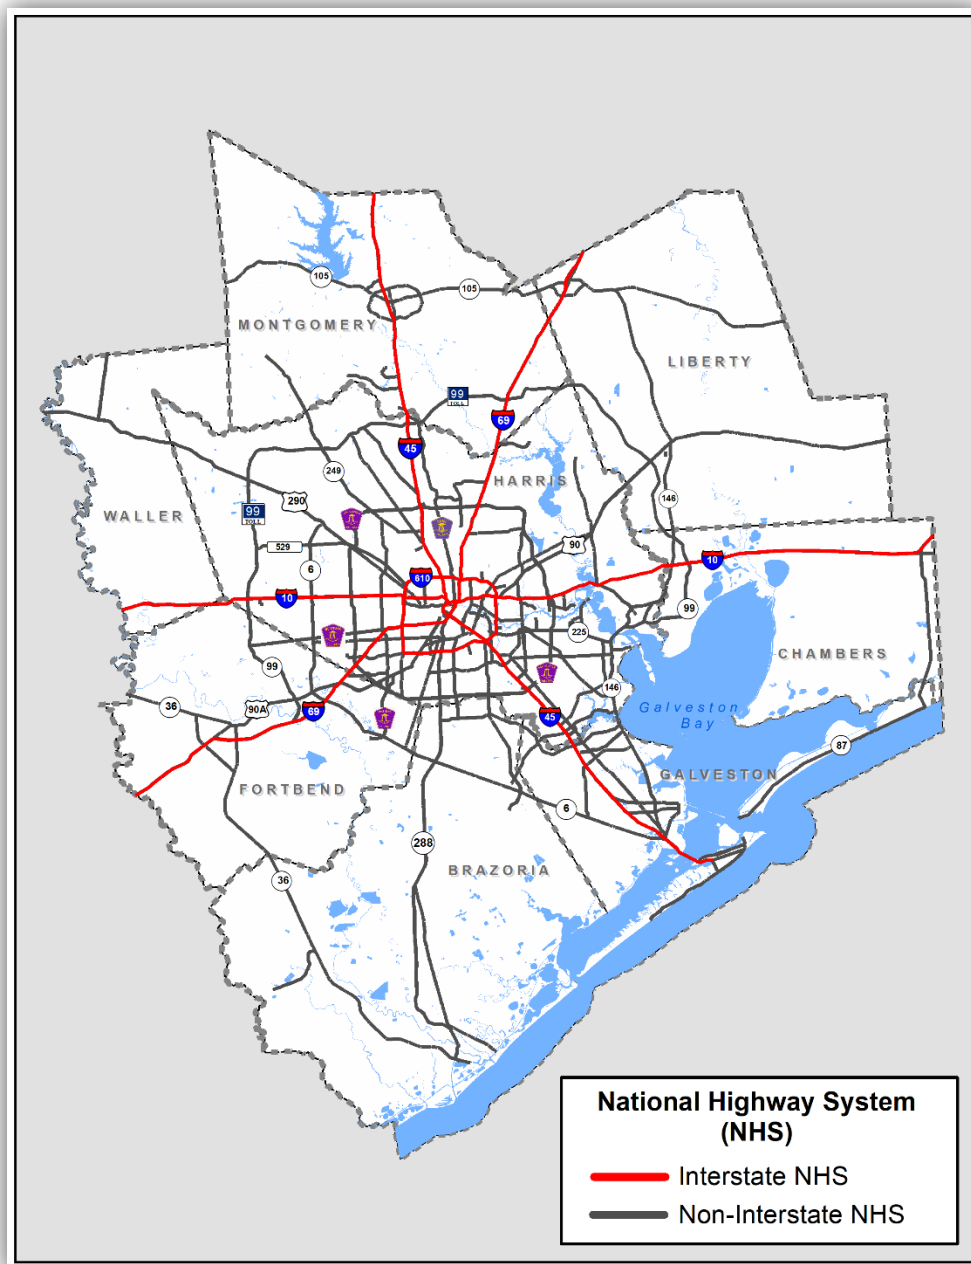 105
105
MONTGOMERY
LIBERTY
99
TOLL
69
45
249
HARRIS
290
146
WALLER
99
TOLL
529
90
6
610
10
10
99
225
CHAMBERS
99
146
36
90A
69
45
Galveston
Bay
87
GALVESTON
FORTBEND
6
288
BRAZORIA
36
National Highway System
(NHS)
Interstate NHS
Non-Interstate NHS